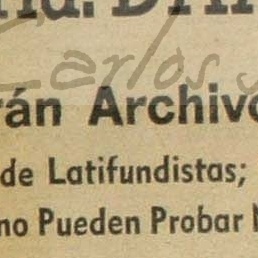 Carlos
rán Archivo
de Latifundistas;
no Pueden Probar